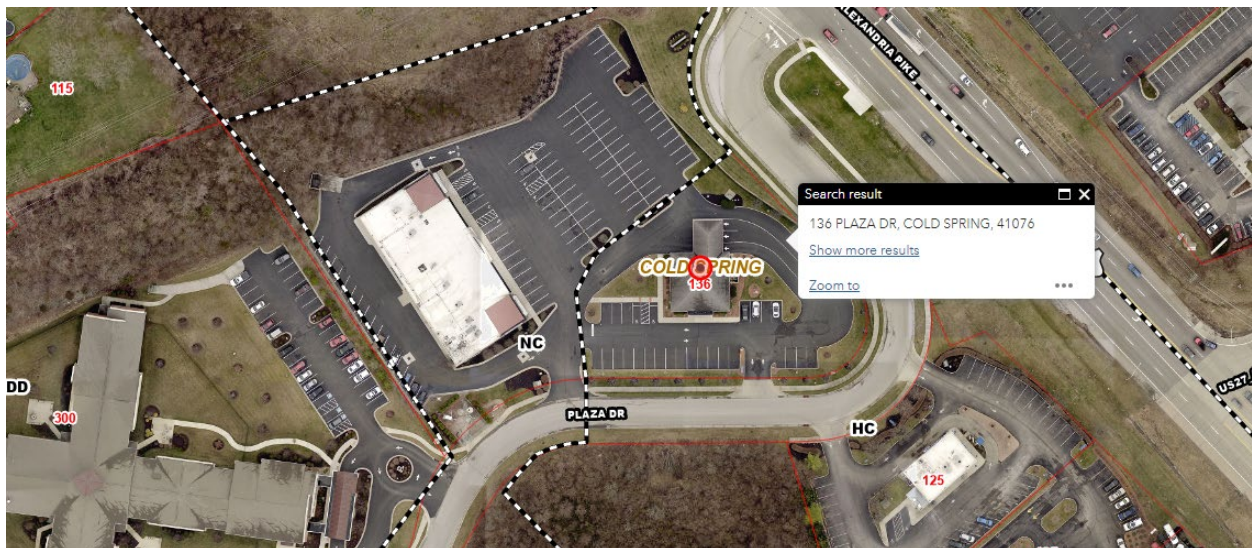 115
ALEXANDRIA PIKE
Search result
136 PLAZA DR, COLD SPRING, 41076
Show more results
Zoom to
COLD SPRING
136
NC
DD
300
PLAZA DR
HC
125